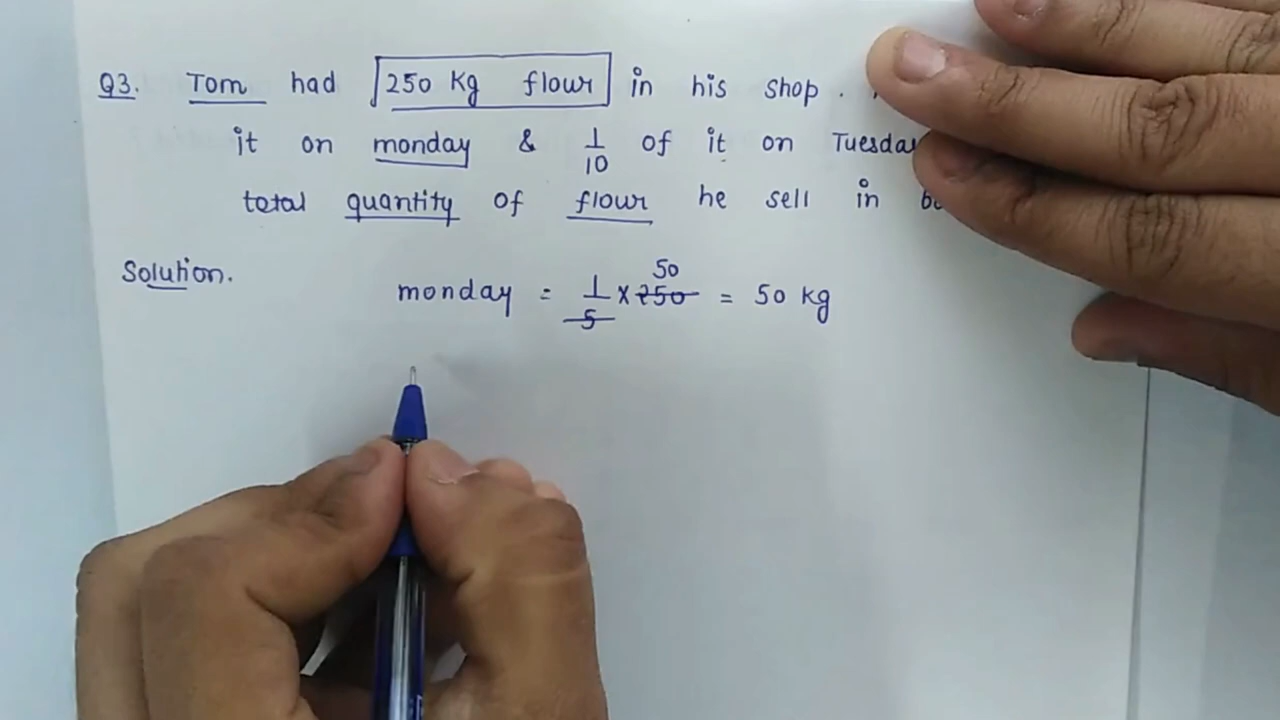 Q3. Tom had 250 Kg flour in his shop .
it on monday & 1/10 of it on Tuesday
total quantity of flour he sell in
Solution.
50
monday = 1/5 x 250 = 50 kg